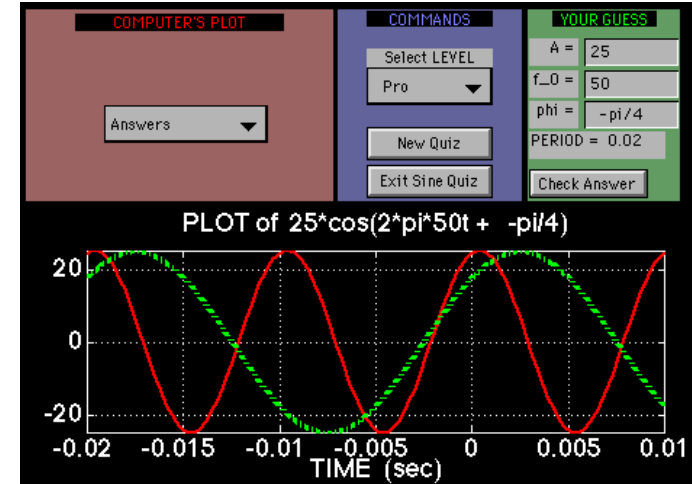 COMPUTER'S PLOT
Answers
COMMANDS
Select LEVEL
Pro
New Quiz
Exit Sine Quiz
YOUR GUESS
A = 25
f_0 = 50
phi = -pi/4
PERIOD = 0.02
Check Answer
PLOT of 25*cos(2*pi*50t + -pi/4)
20
0
-20
-0.02 -0.015 -0.01 -0.005 0 0.005 0.01
TIME (sec)